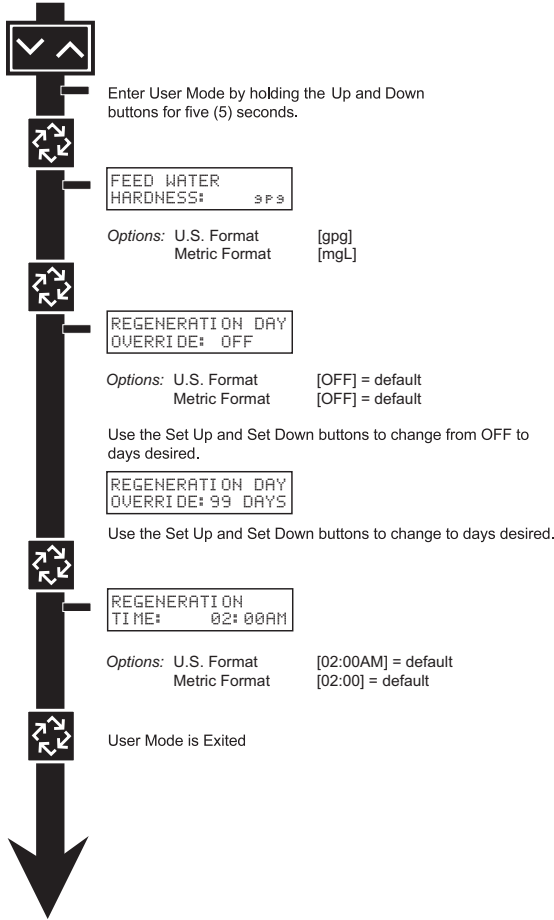 Enter User Mode by holding the Up and Down
buttons for five (5) seconds.
FEED WATER
HARDNESS: gpg
Options: U.S. Format [gpg]
Metric Format [mgL]
REGENERATION DAY
OVERRIDE: OFF
Options: U.S. Format [OFF] = default
Metric Format [OFF] = default
Use the Set Up and Set Down buttons to change from OFF to
days desired.
REGENERATION DAY
OVERRIDE:99 DAYS
Use the Set Up and Set Down buttons to change to days desired.
REGENERATION
TIME: 02:00AM
Options: U.S. Format [02:00AM] = default
Metric Format [02:00] = default
User Mode is Exited